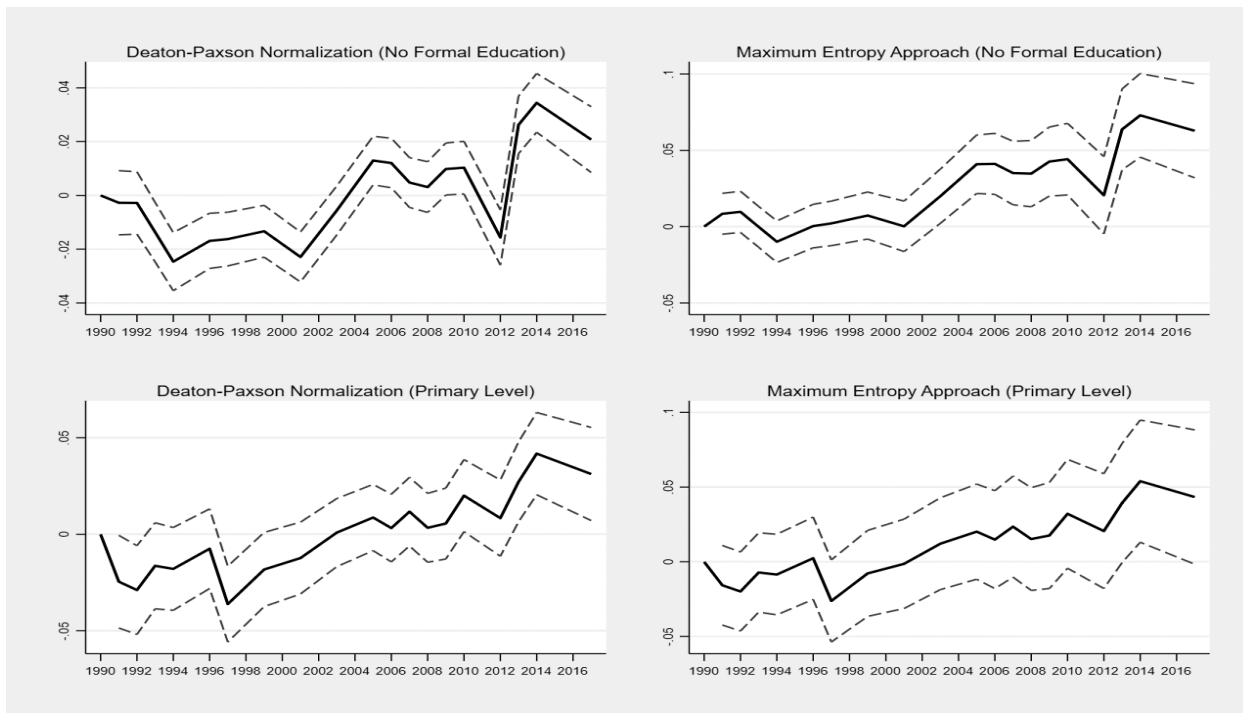 Deaton-Paxson Normalization (No Formal Education)
.04
.02
0
-.02
-.04
1990 1992 1994 1996 1998 2000 2002 2004 2006 2008 2010 2012 2014 2016
Maximum Entropy Approach (No Formal Education)
.1
.05
0
-.05
1990 1992 1994 1996 1998 2000 2002 2004 2006 2008 2010 2012 2014 2016
Deaton-Paxson Normalization (Primary Level)
.05
0
-.05
1990 1992 1994 1996 1998 2000 2002 2004 2006 2008 2010 2012 2014 2016
Maximum Entropy Approach (Primary Level)
.1
.05
0
-.05
1990 1992 1994 1996 1998 2000 2002 2004 2006 2008 2010 2012 2014 2016